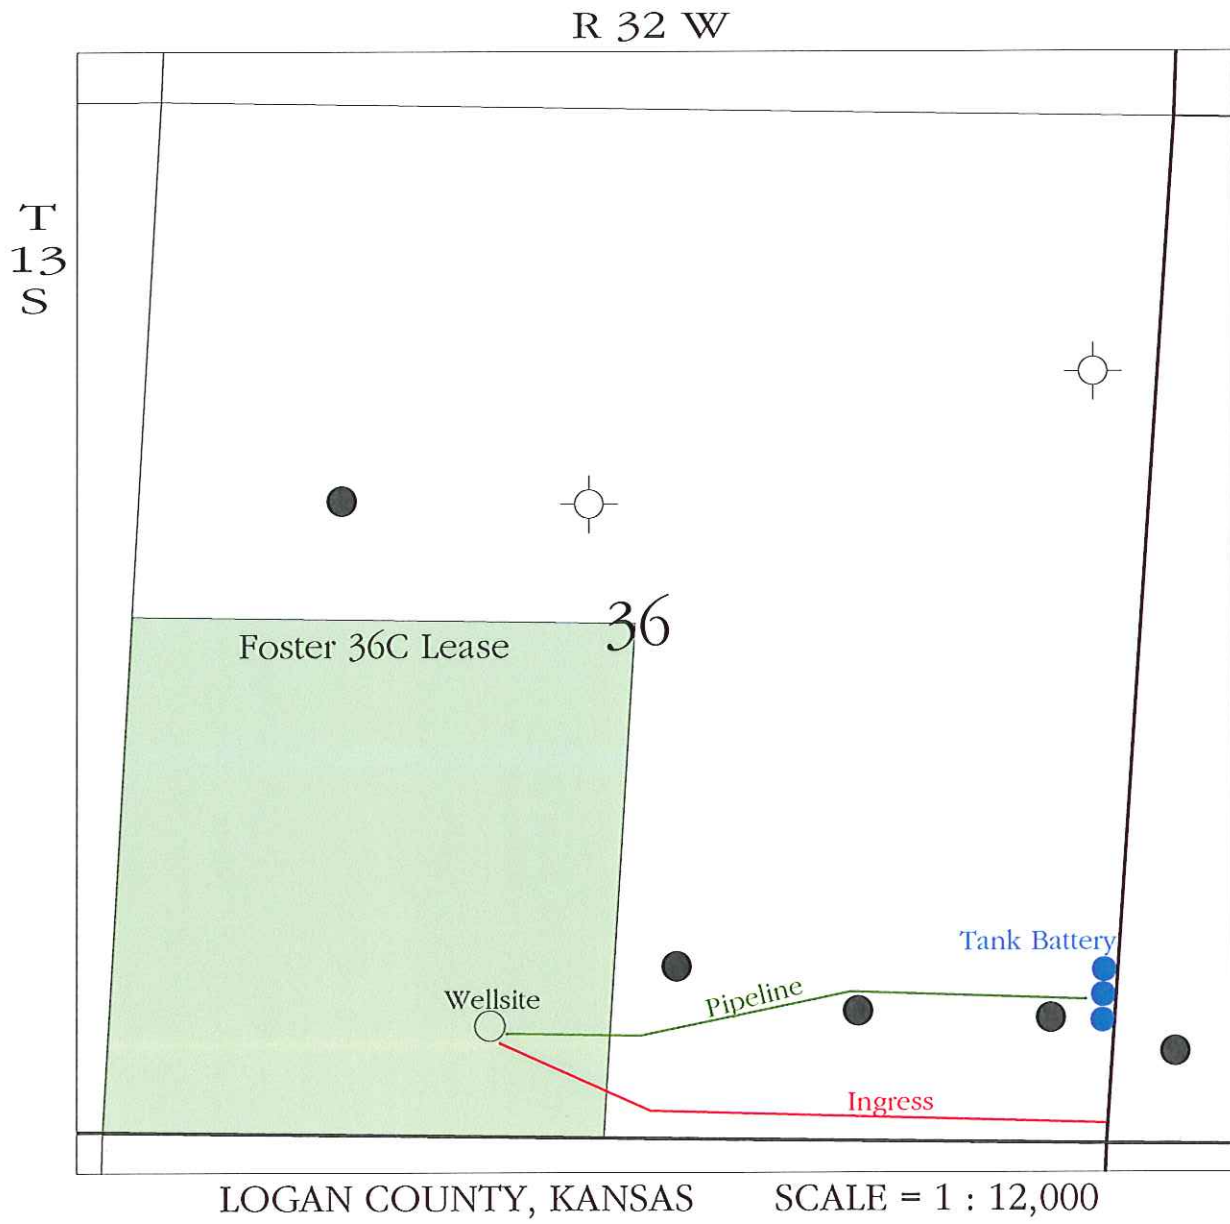 R 32 W
T
13
S
36
Foster 36C Lease
Tank Battery
Wellsite
Pipeline
Ingress
LOGAN COUNTY, KANSAS SCALE = 1 : 12,000